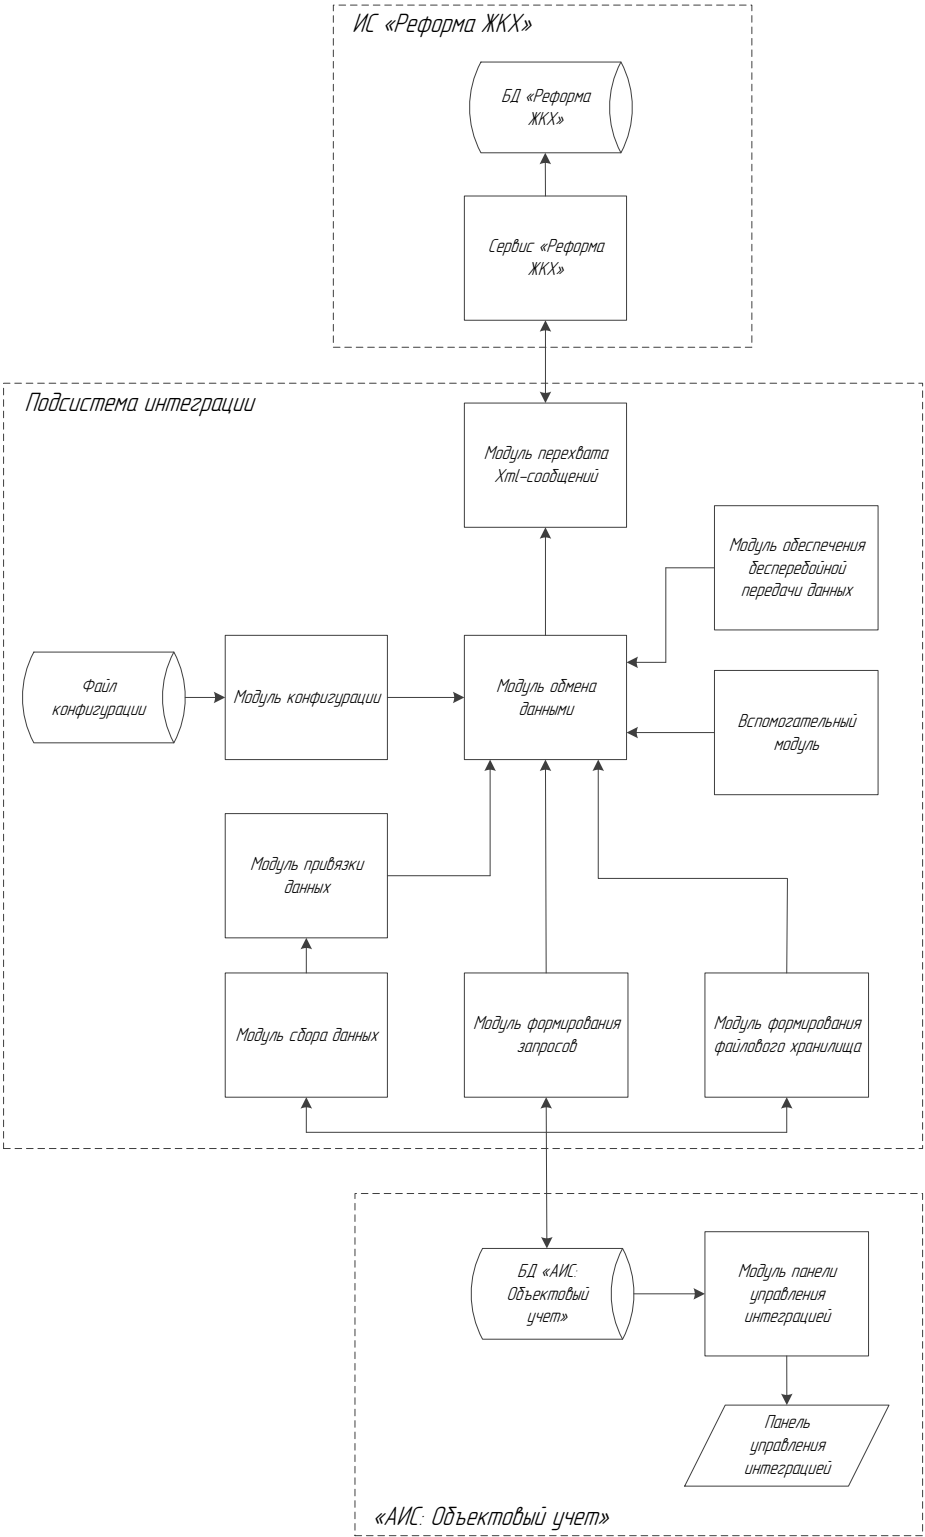 ИС «Реформа ЖКХ»
БД «Реформа
ЖКХ»
Сервис «Реформа
ЖКХ»
Подсистема интеграции
Модуль перехвата
Xml-сообщений
Модуль обеспечения
бесперебойной
передачи данных
Файл
конфигурации
Модуль конфигурации
Модуль обмена
данными
Вспомогательный
модуль
Модуль привязки
данных
Модуль сбора данных
Модуль формирования
запросов
Модуль формирования
файлового хранилища
БД «АИС:
Объектовый
учет»
Модуль панели
управления
интеграцией
Панель
управления
интеграцией
«АИС: Объектовый учет»